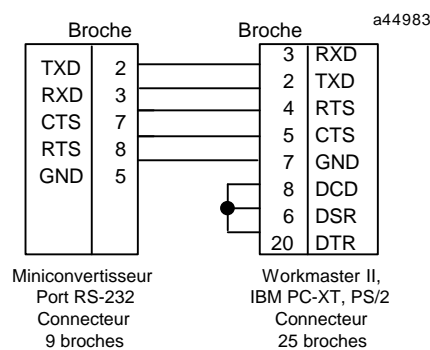 a44983
Broche Broche
TXD 2
RXD 3
CTS 7
RTS 8
GND 5
3 RXD
2 TXD
4 RTS
5 CTS
7 GND
8 DCD
6 DSR
20 DTR
Miniconvertisseur
Port RS-232
Connecteur
9 broches
Workmaster II,
IBM PC-XT, PS/2
Connecteur
25 broches